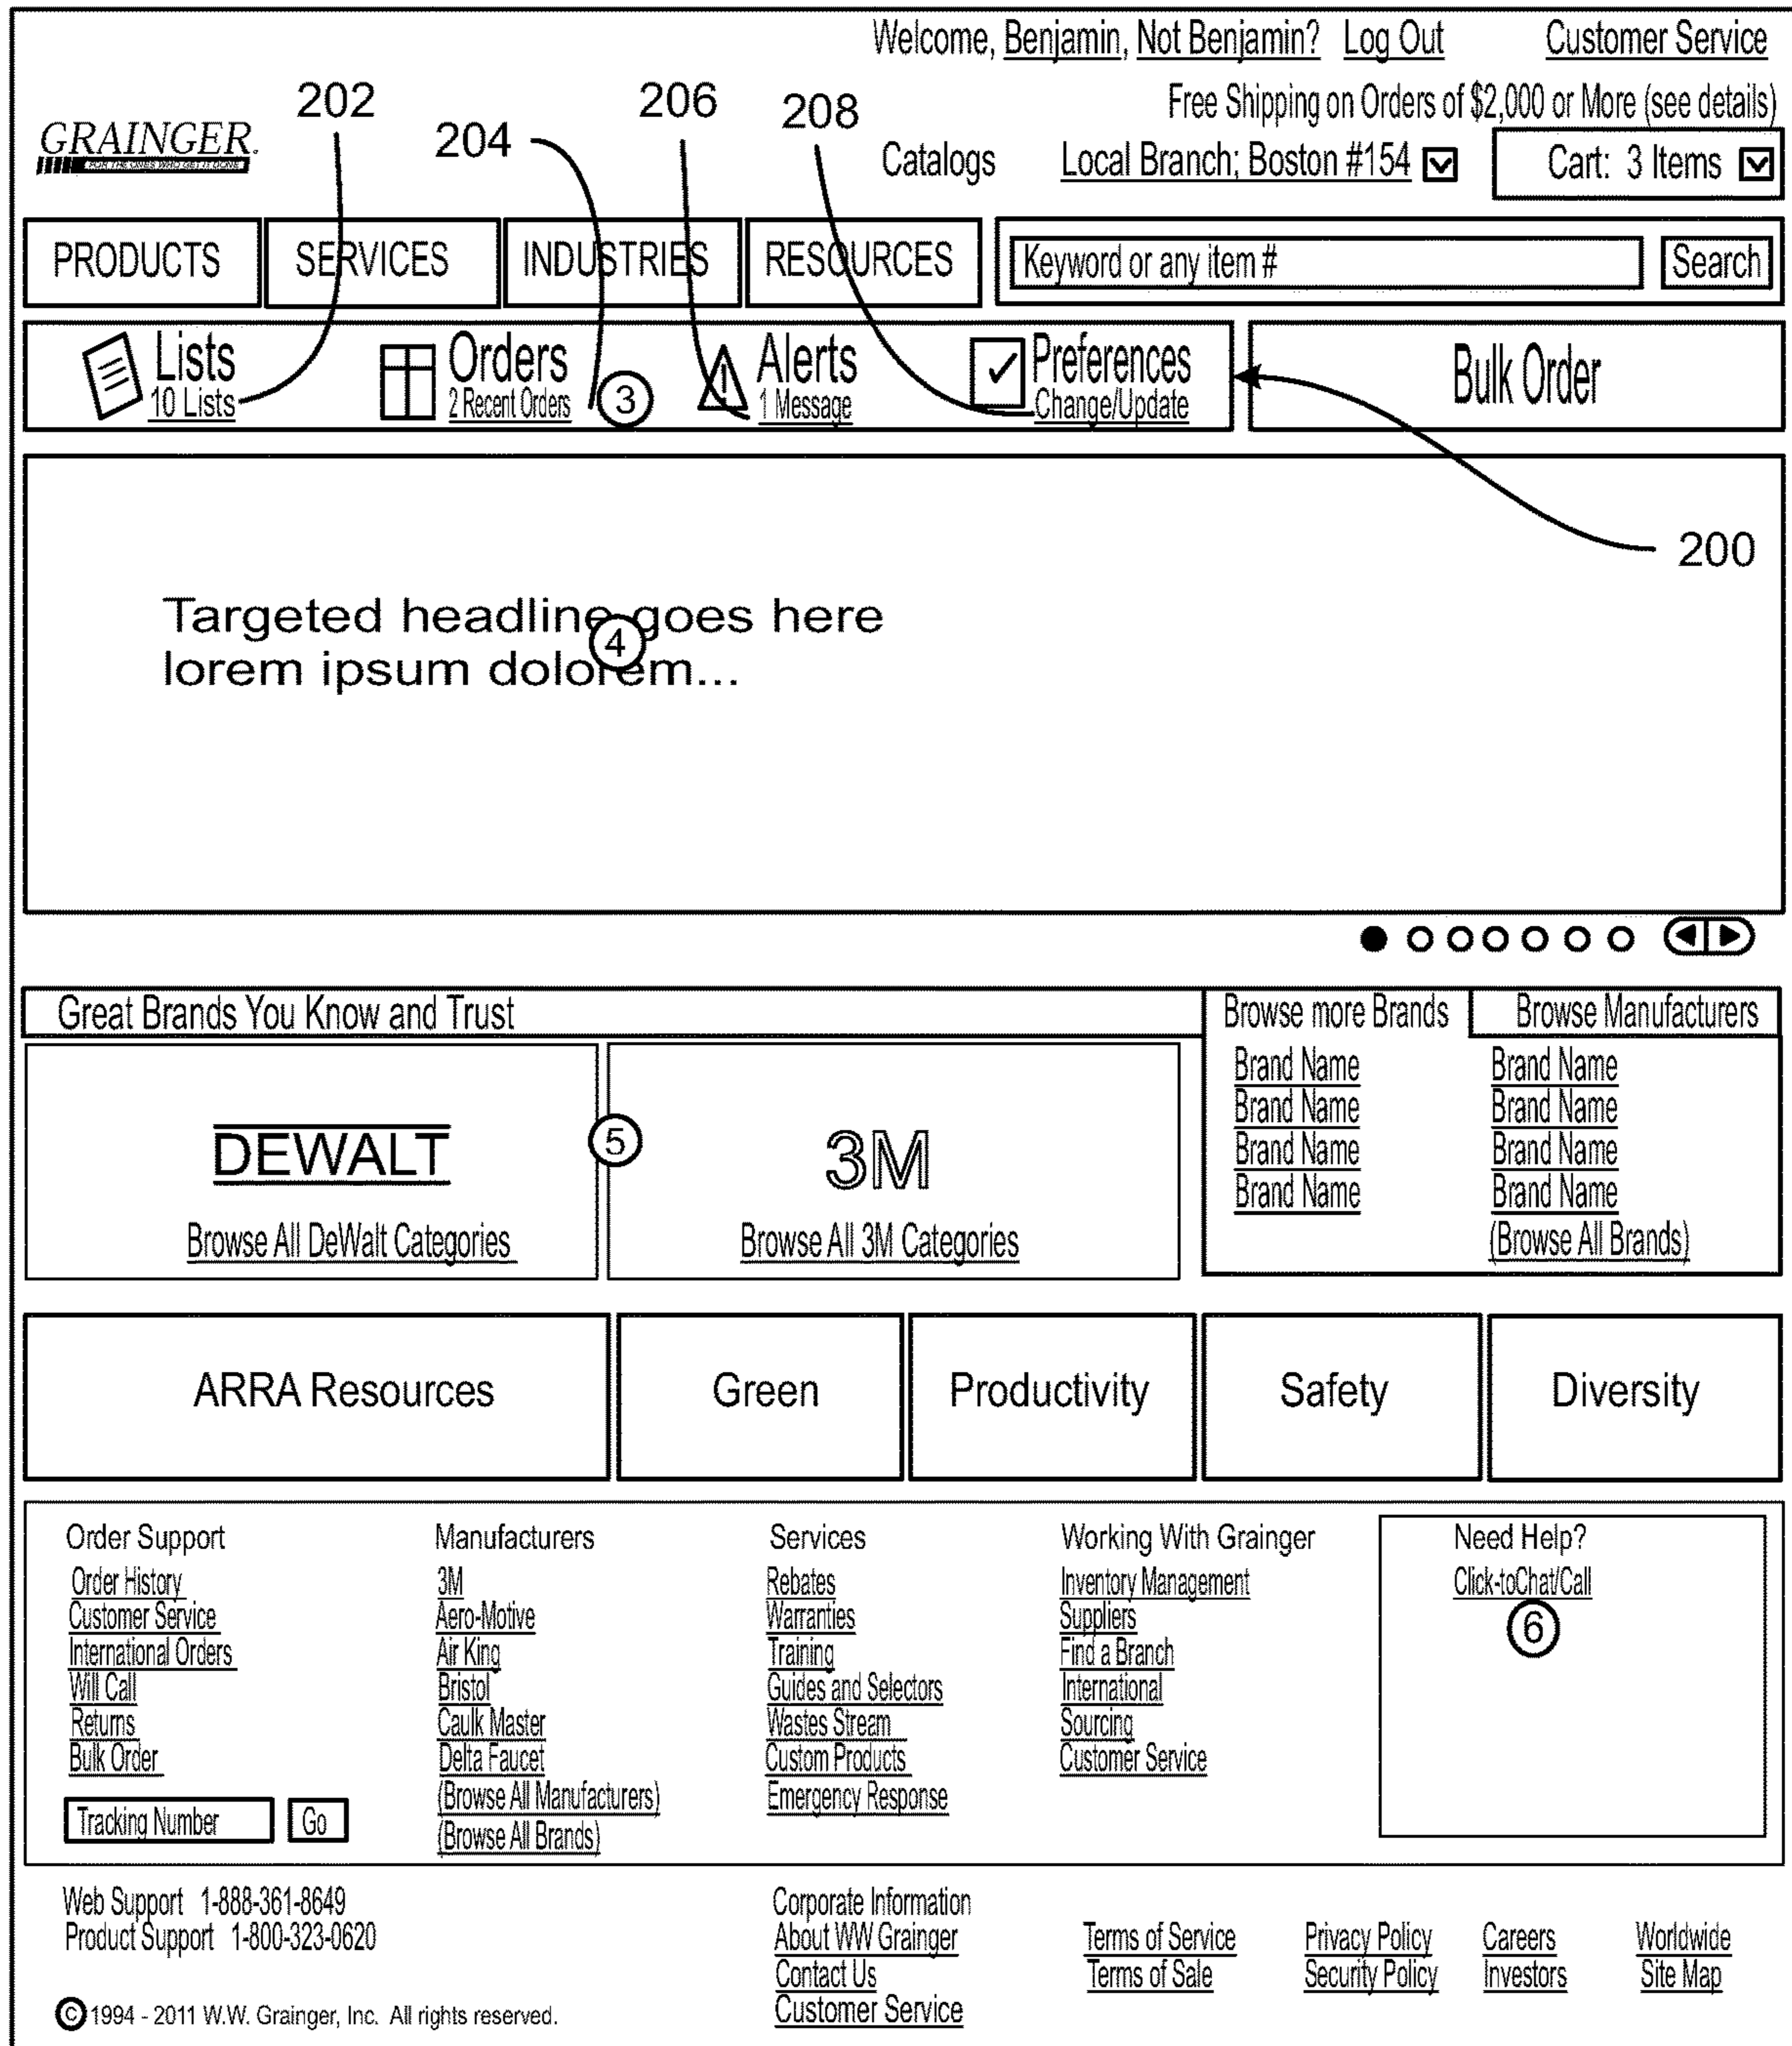 Welcome, Benjamin, Not Benjamin? Log Out Customer Service
Free Shipping on Orders of $2,000 or More (see details)
202 204 206 208
GRAINGER.
FOR THE ONES WHO GET IT DONE
Catalogs Local Branch; Boston #154 Cart: 3 Items
PRODUCTS SERVICES INDUSTRIES RESOURCES Keyword or any item # Search
Lists Orders Alerts Preferences Bulk Order
10 Lists 2 Recent Orders 3 1 Message Change/Update
200
Targeted headline goes here
4
lorem ipsum dolorem...
Great Brands You Know and Trust Browse more Brands Browse Manufacturers
Brand Name Brand Name
Brand Name Brand Name
Brand Name Brand Name
Brand Name Brand Name
(Browse All Brands)
DEWALT 5 3M
Browse All DeWalt Categories Browse All 3M Categories
ARRA Resources Green Productivity Safety Diversity
Order Support
Order History
Customer Service
International Orders
Will Call
Returns
Bulk Order
Tracking Number Go
Manufacturers
3M
Aero-Motive
Air King
Bristol
Caulk Master
Delta Faucet
(Browse All Manufacturers)
(Browse All Brands)
Services
Rebates
Warranties
Training
Guides and Selectors
Wastes Stream
Custom Products
Emergency Response
Working With Grainger
Inventory Management
Suppliers
Find a Branch
International
Sourcing
Customer Service
Need Help?
Click-toChat/Call
6
Web Support 1-888-361-8649
Product Support 1-800-323-0620
© 1994 - 2011 W.W. Grainger, Inc. All rights reserved.
Corporate Information
About WW Grainger
Contact Us
Customer Service
Terms of Service
Terms of Sale
Privacy Policy
Security Policy
Careers
Investors
Worldwide
Site Map